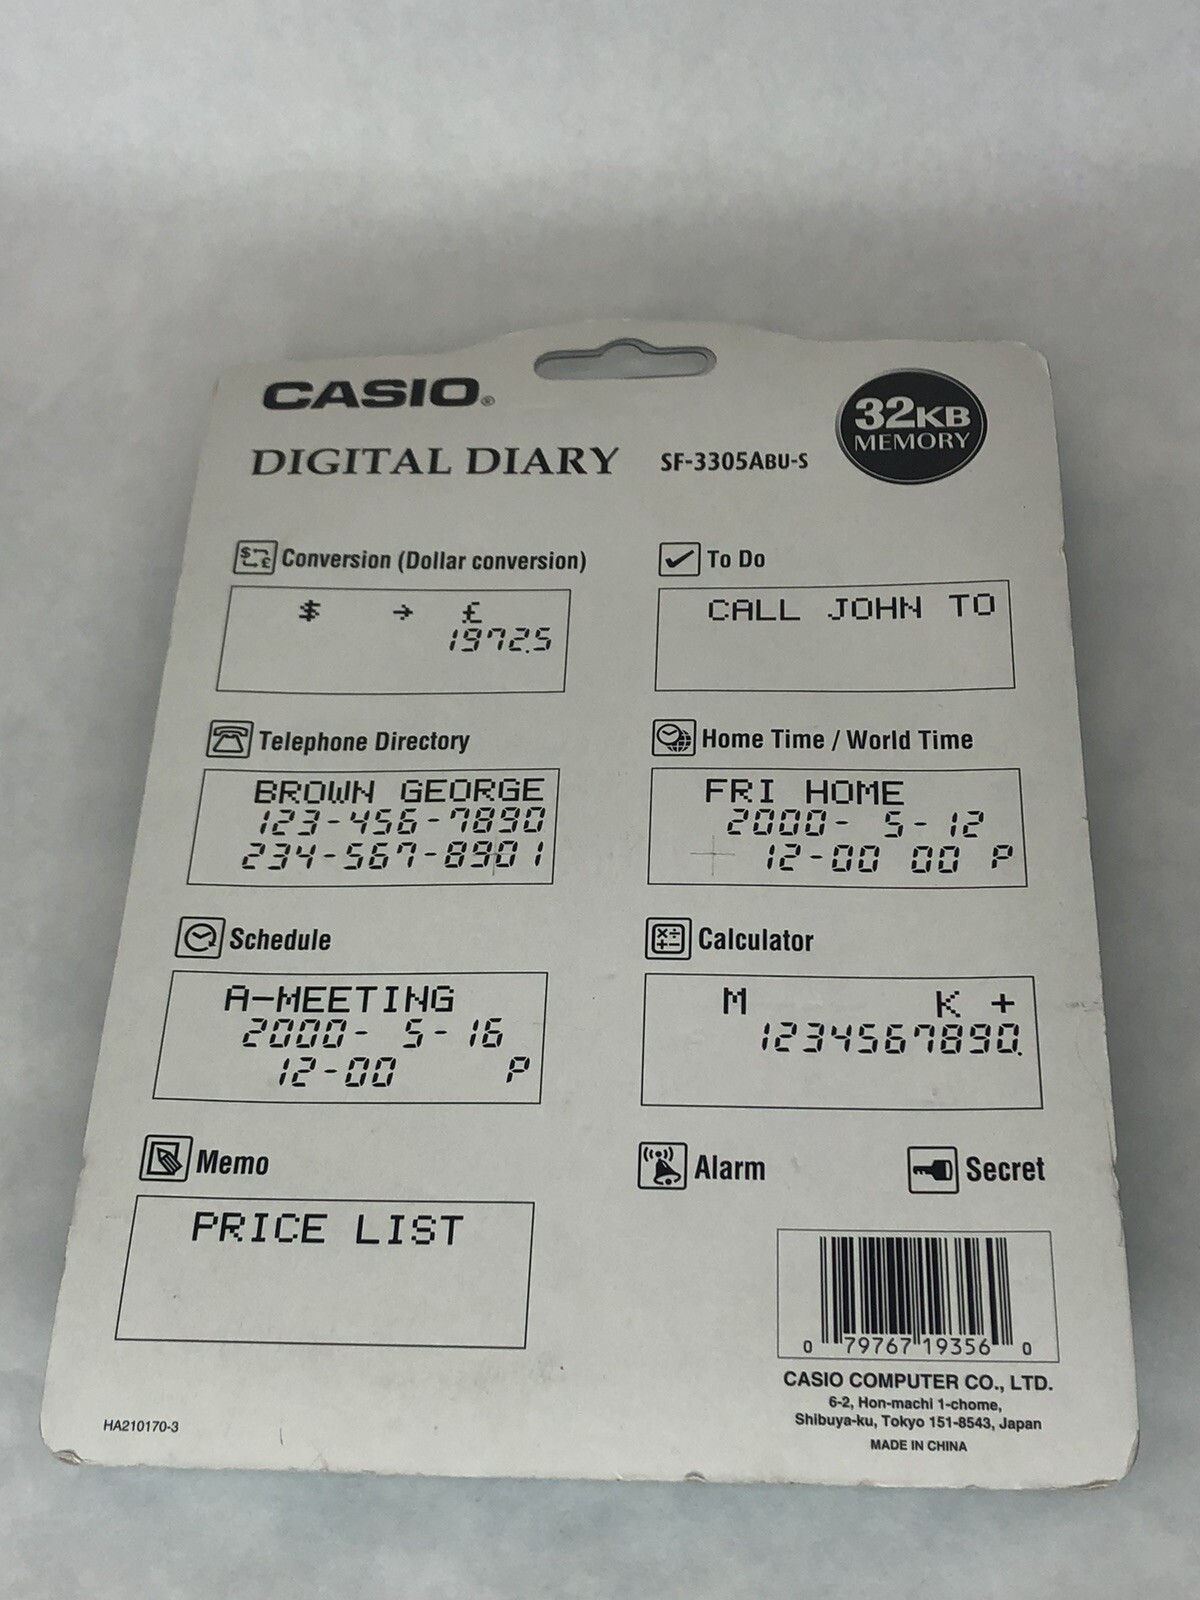 CASIO®
DIGITAL DIARY SF-3305ABU-S
32KB
MEMORY
Conversion (Dollar conversion)
$ → £
1972.5
To Do
CALL JOHN TO
Telephone Directory
BROWN GEORGE
123-456-7890
234-567-8901
Home Time / World Time
FRI HOME
2000- 5-12
12-00 00 P
Schedule
A-MEETING
2000- 5-16
12-00 P
Calculator
M K +
1234567890.
Memo
PRICE LIST
Alarm
Secret
0 79767 19356 0
CASIO COMPUTER CO., LTD.
6-2, Hon-machi 1-chome,
Shibuya-ku, Tokyo 151-8543, Japan
MADE IN CHINA
HA210170-3